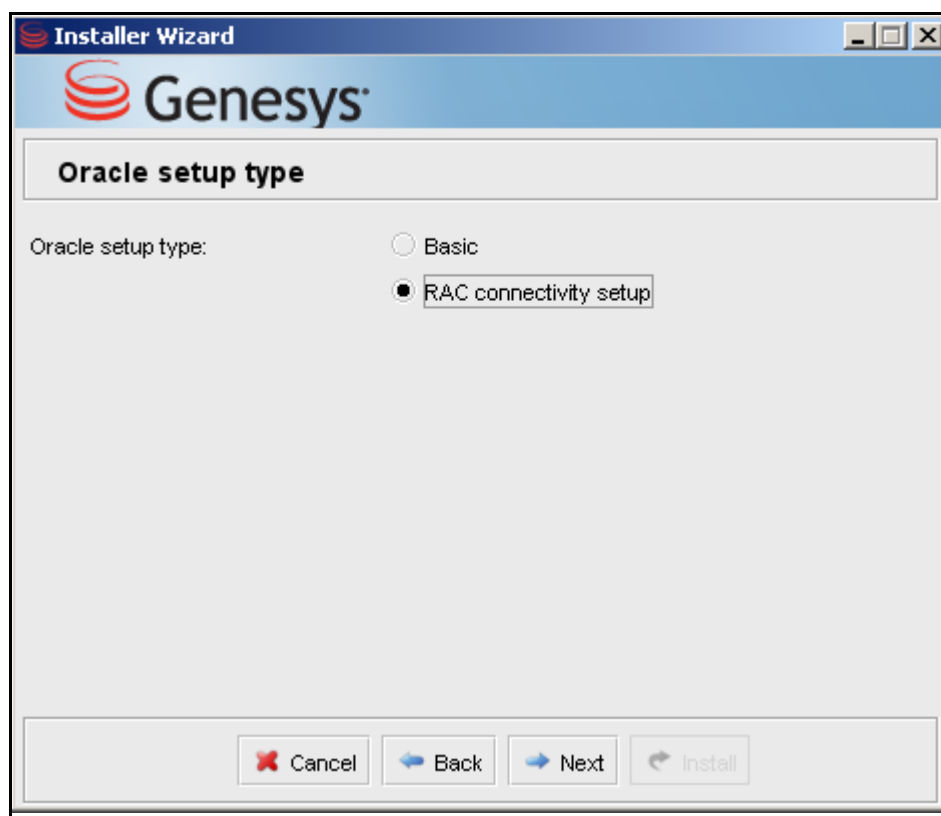 Installer Wizard
Genesys
Oracle setup type
Oracle setup type:
Basic
RAC connectivity setup
Cancel
Back
Next
Install